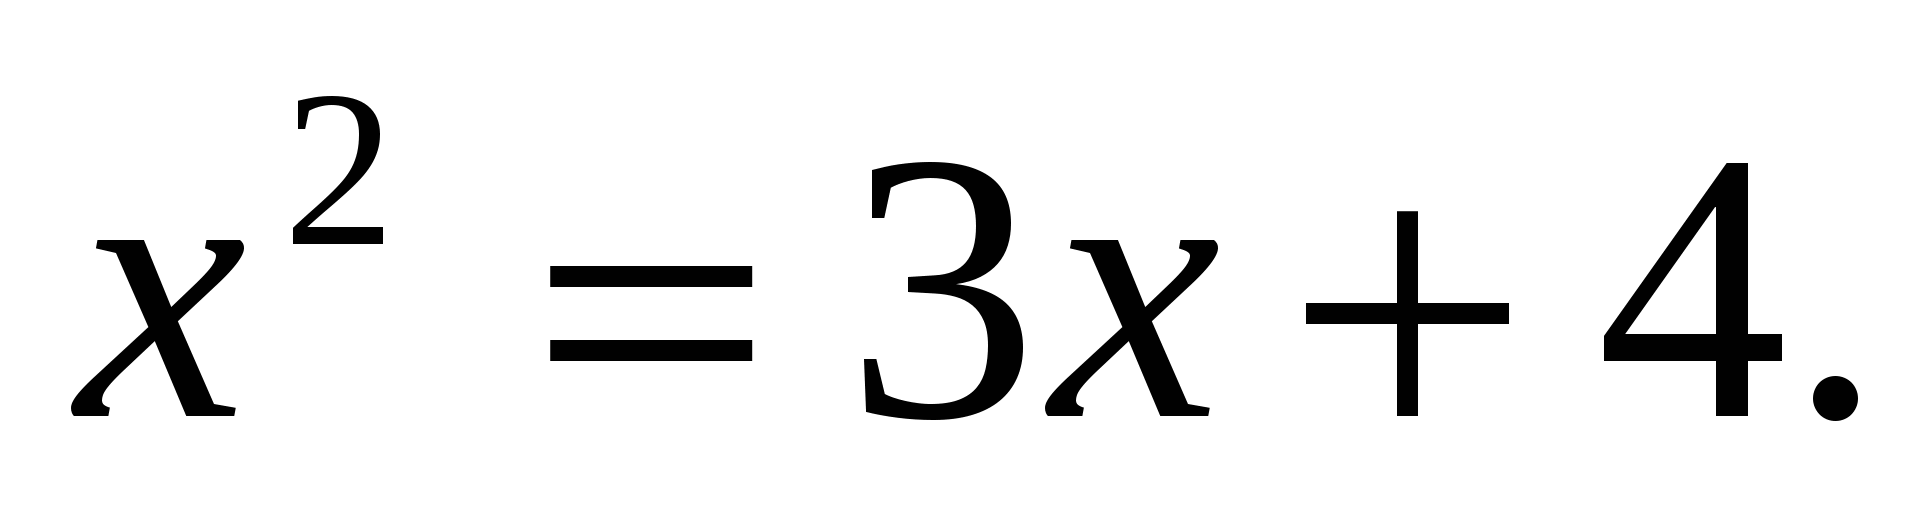 x² = 3x + 4.